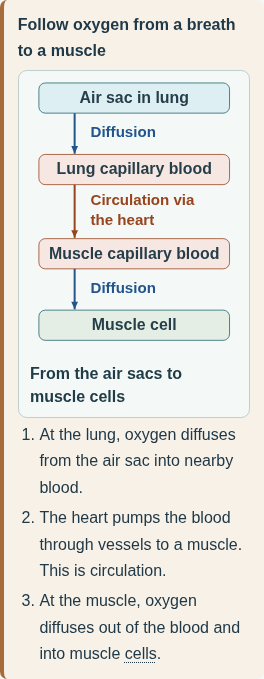 Follow oxygen from a breath
to a muscle
Air sac in lung
Diffusion
Lung capillary blood
Circulation via
the heart
Muscle capillary blood
Diffusion
Muscle cell
From the air sacs to
muscle cells
1. At the lung, oxygen diffuses
from the air sac into nearby
blood.
2. The heart pumps the blood
through vessels to a muscle.
This is circulation.
3. At the muscle, oxygen
diffuses out of the blood and
into muscle cells.